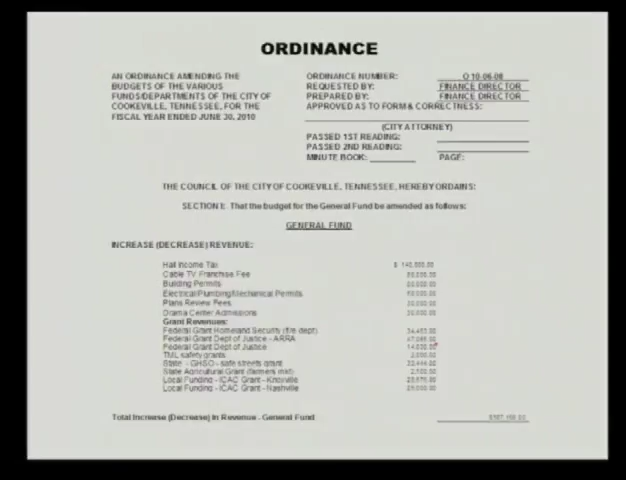 ORDINANCE
AN ORDINANCE AMENDING THE
BUDGETS OF THE VARIOUS
FUNDS/DEPARTMENTS OF THE CITY OF
COOKEVILLE, TENNESSEE, FOR THE
FISCAL YEAR ENDED JUNE 30, 2010
ORDINANCE NUMBER: O 10-06-08
REQUESTED BY: FINANCE DIRECTOR
PREPARED BY: FINANCE DIRECTOR
APPROVED AS TO FORM & CORRECTNESS:
(CITY ATTORNEY)
PASSED 1ST READING:
PASSED 2ND READING:
MINUTE BOOK: PAGE:
THE COUNCIL OF THE CITY OF COOKEVILLE, TENNESSEE, HEREBY ORDAINS:
SECTION I: That the budget for the General Fund be amended as follows:
GENERAL FUND
INCREASE (DECREASE) REVENUE:
Hall Income Tax
Cable TV Franchise Fee
Building Permits
Electrical/Plumbing/Mechanical Permits
Plans Review Fees
Drama Center Admissions
Grant Revenues:
Federal Grant Homeland Security (fire dept)
Federal Grant Dept of Justice - ARRA
Federal Grant Dept of Justice
TML safety grants
State - GHSO - safe streets grant
State Agricultural Grant (farmers mkt)
Local Funding - ICAC Grant - Knoxville
Local Funding - ICAC Grant - Nashville
Total Increase (Decrease) in Revenue - General Fund